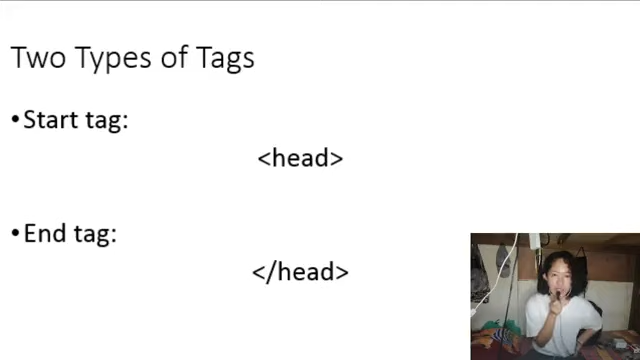 Two Types of Tags
•Start tag:
<head>
•End tag:
</head>